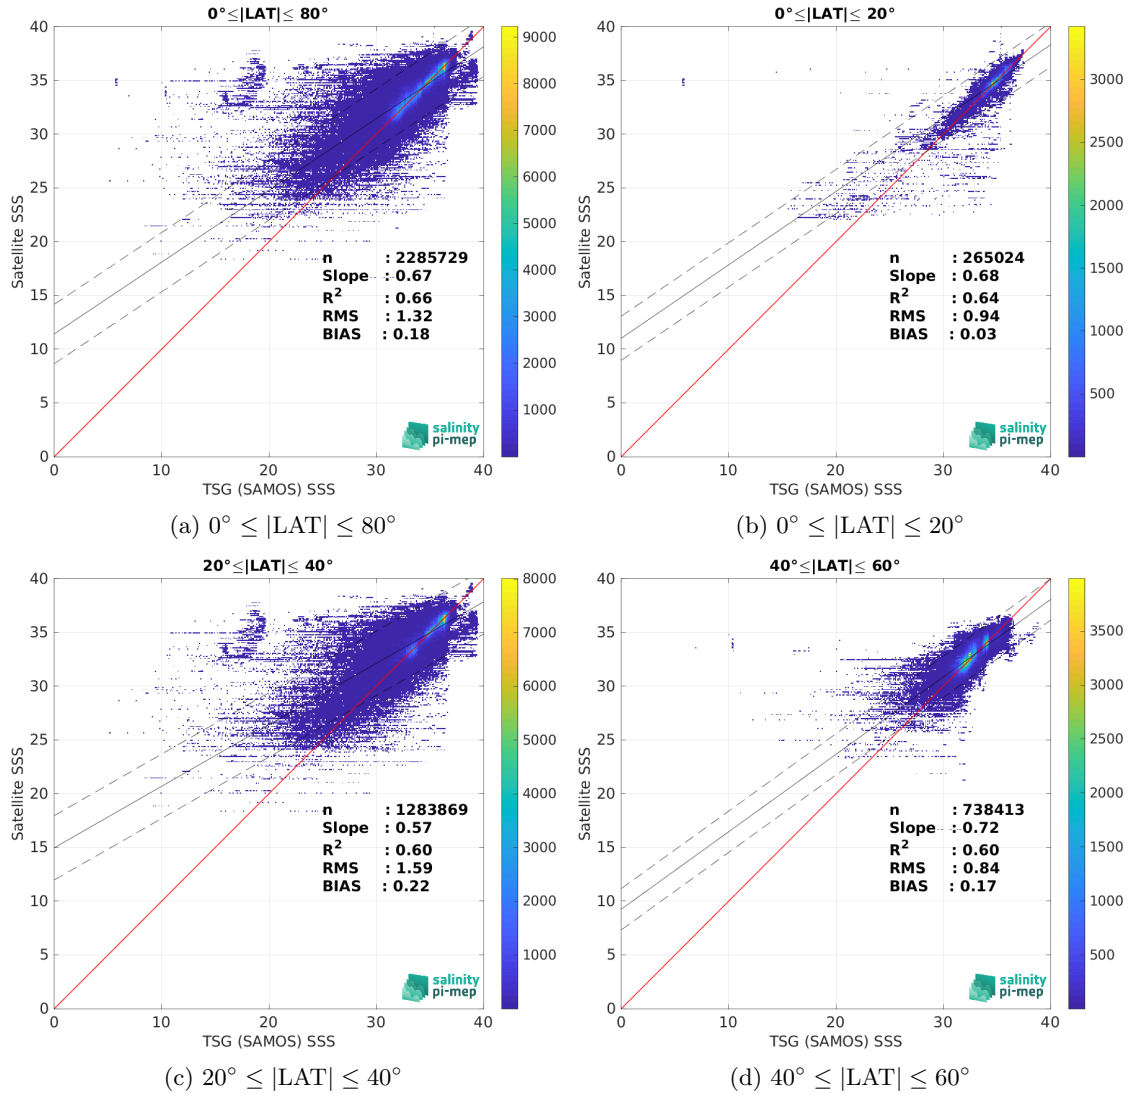 0°≤|LAT|≤ 80°
40
35
30
25
20
15
10
5
0
Satellite SSS
n : 2285729
Slope : 0.67
R² : 0.66
RMS : 1.32
BIAS : 0.18
salinity
pi-mep
0 10 20 30 40
TSG (SAMOS) SSS
9000
8000
7000
6000
5000
4000
3000
2000
1000
(a) 0° ≤ |LAT| ≤ 80°
0°≤|LAT|≤ 20°
40
35
30
25
20
15
10
5
0
Satellite SSS
n : 265024
Slope : 0.68
R² : 0.64
RMS : 0.94
BIAS : 0.03
salinity
pi-mep
0 10 20 30 40
TSG (SAMOS) SSS
3000
2500
2000
1500
1000
500
(b) 0° ≤ |LAT| ≤ 20°
20°≤|LAT|≤ 40°
40
35
30
25
20
15
10
5
0
Satellite SSS
n : 1283869
Slope : 0.57
R² : 0.60
RMS : 1.59
BIAS : 0.22
salinity
pi-mep
0 10 20 30 40
TSG (SAMOS) SSS
8000
7000
6000
5000
4000
3000
2000
1000
(c) 20° ≤ |LAT| ≤ 40°
40°≤|LAT|≤ 60°
40
35
30
25
20
15
10
5
0
Satellite SSS
n : 738413
Slope : 0.72
R² : 0.60
RMS : 0.84
BIAS : 0.17
salinity
pi-mep
0 10 20 30 40
TSG (SAMOS) SSS
3500
3000
2500
2000
1500
1000
500
(d) 40° ≤ |LAT| ≤ 60°